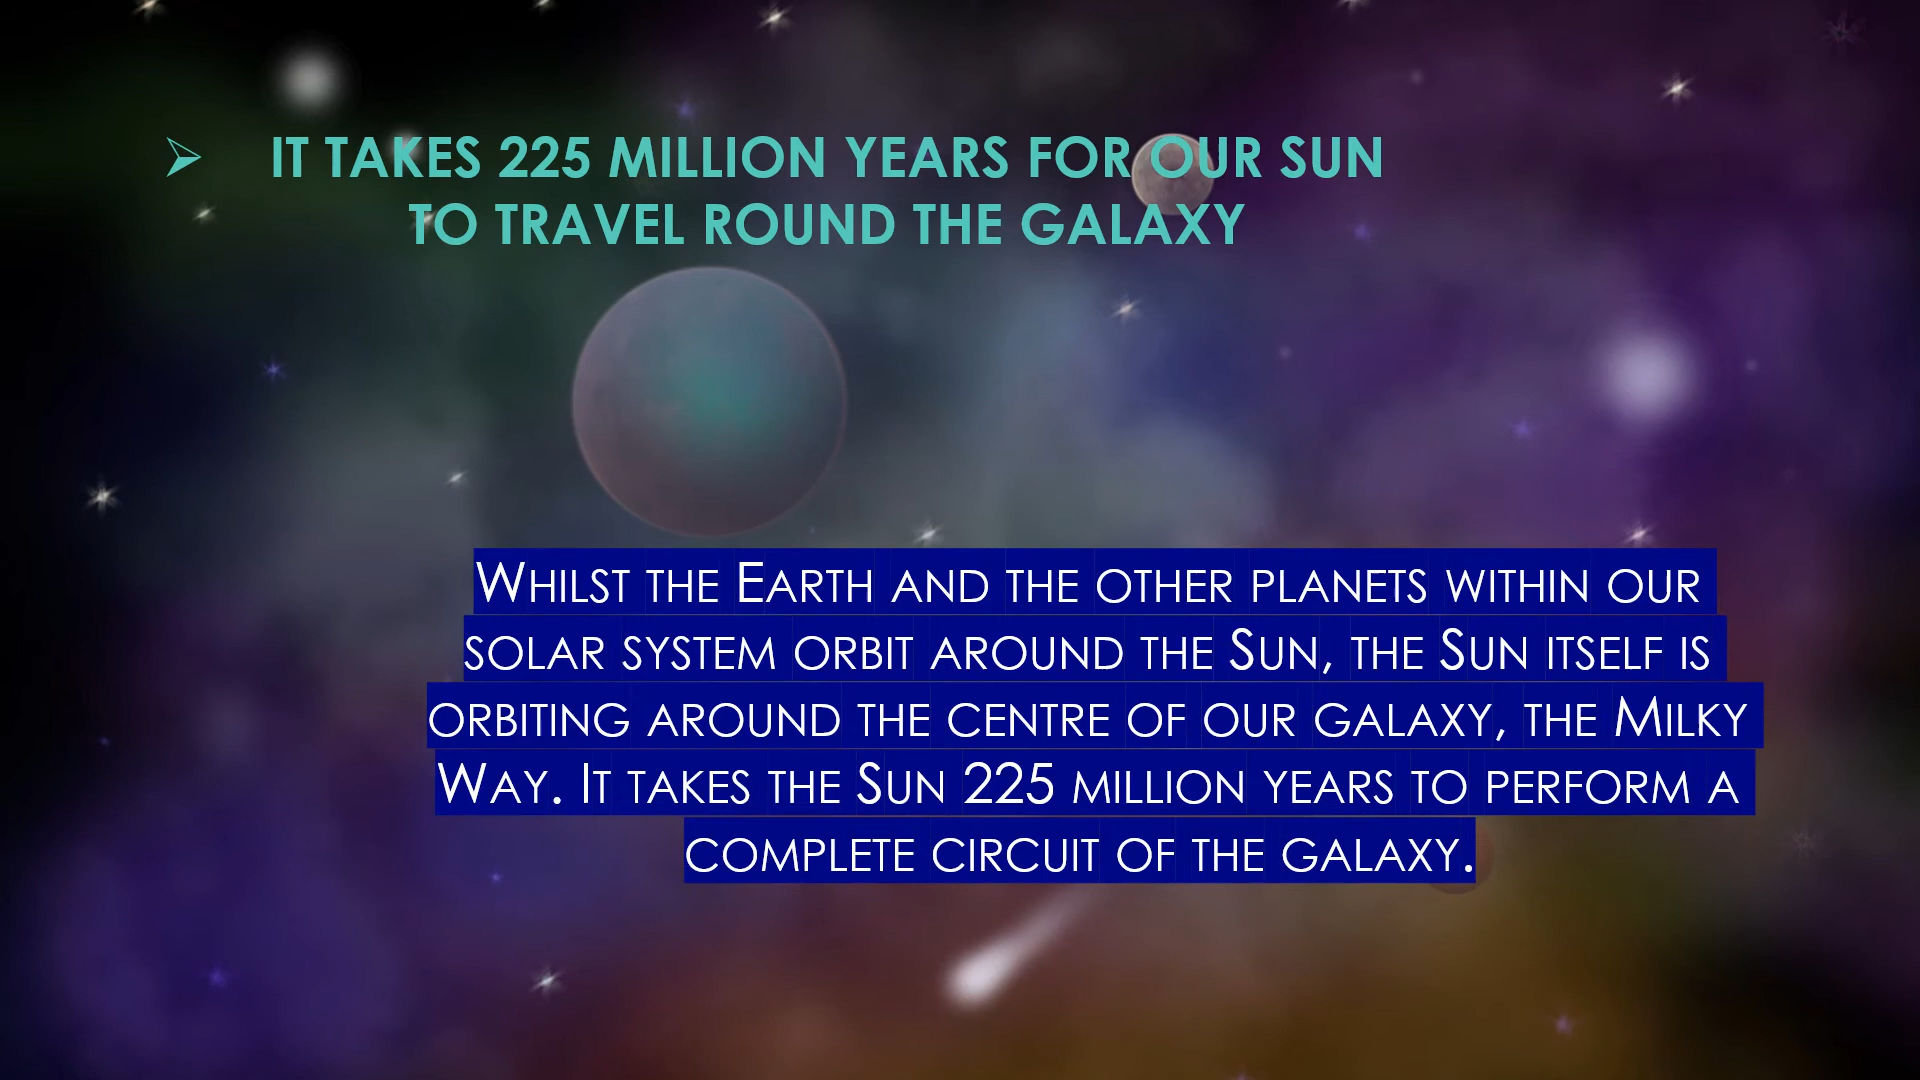 IT TAKES 225 MILLION YEARS FOR OUR SUN
TO TRAVEL ROUND THE GALAXY
Whilst the Earth and the other planets within our
solar system orbit around the Sun, the Sun itself is
orbiting around the centre of our galaxy, the Milky
Way. It takes the Sun 225 million years to perform a
complete circuit of the galaxy.